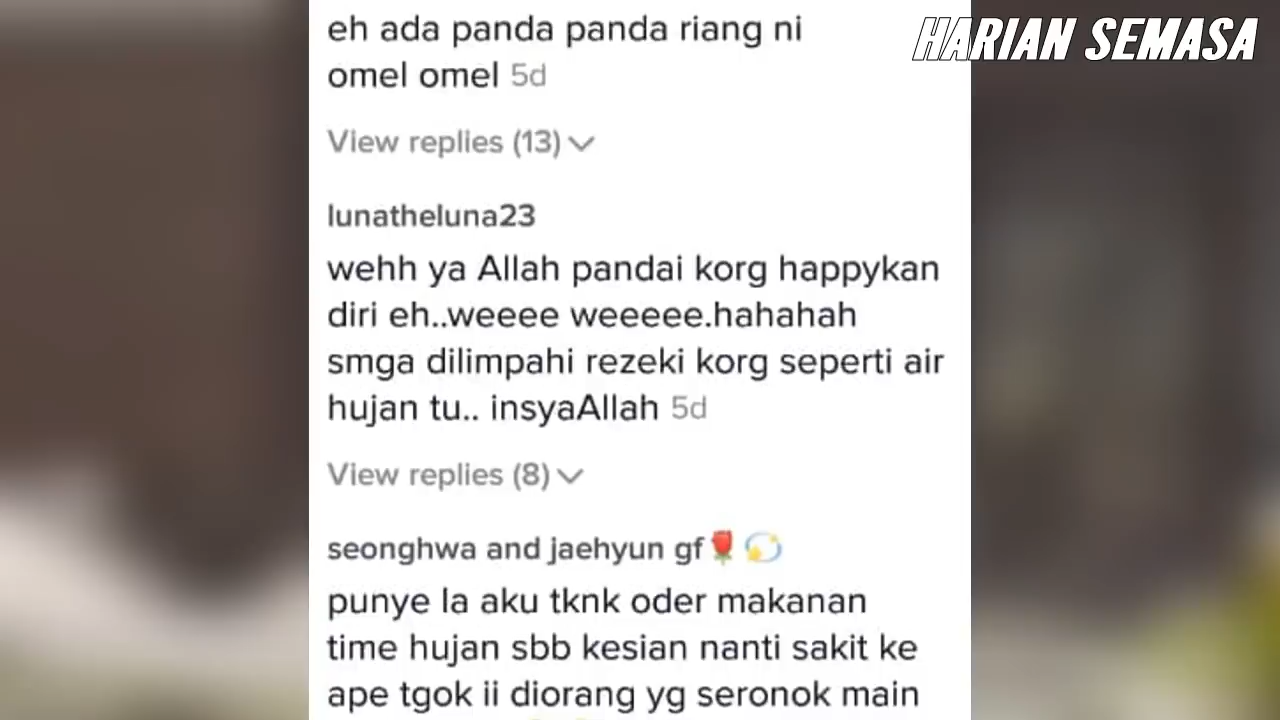 eh ada panda panda riang ni
omel omel 5d
HARIAN SEMASA
View replies (13)
lunatheluna23
wehh ya Allah pandai korg happykan
diri eh..weeee weeeee.hahahah
smga dilimpahi rezeki korg seperti air
hujan tu.. insyaAllah 5d
View replies (8)
seonghwa and jaehyun gf🌹💫
punye la aku tknk oder makanan
time hujan sbb kesian nanti sakit ke
ape tgok ii diorang yg seronok main